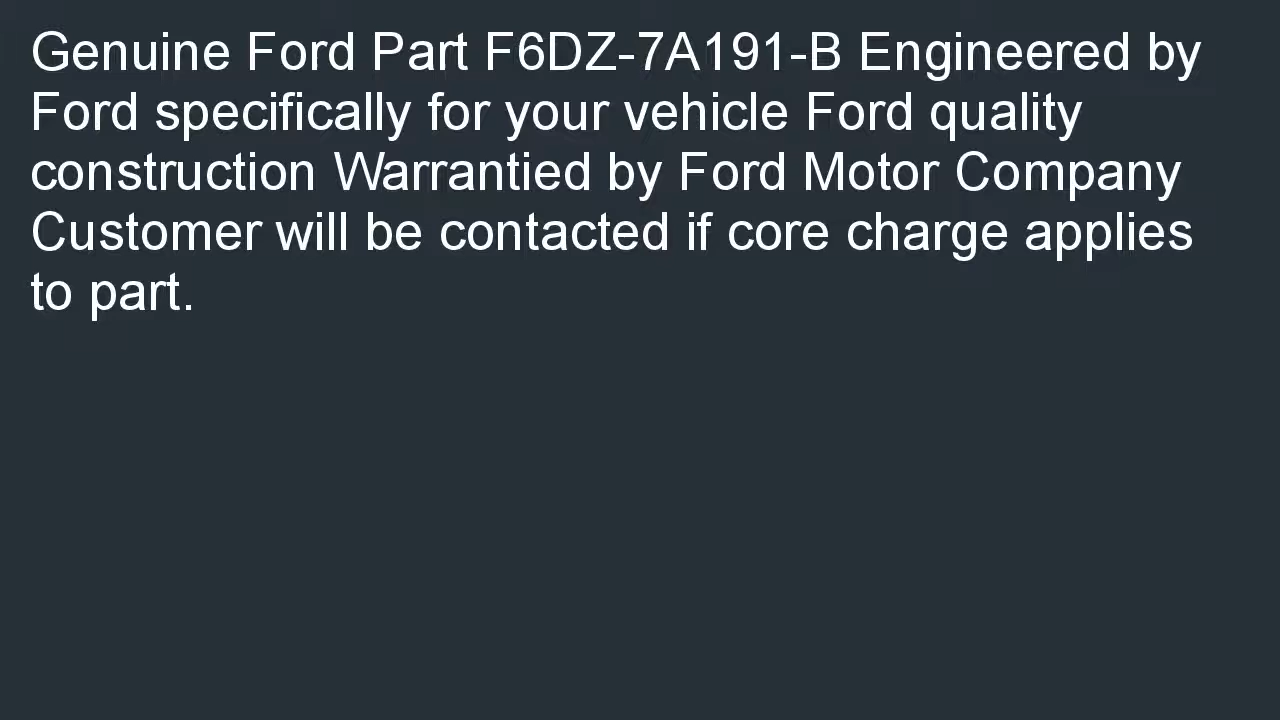 Genuine Ford Part F6DZ-7A191-B Engineered by
Ford specifically for your vehicle Ford quality
construction Warrantied by Ford Motor Company
Customer will be contacted if core charge applies
to part.